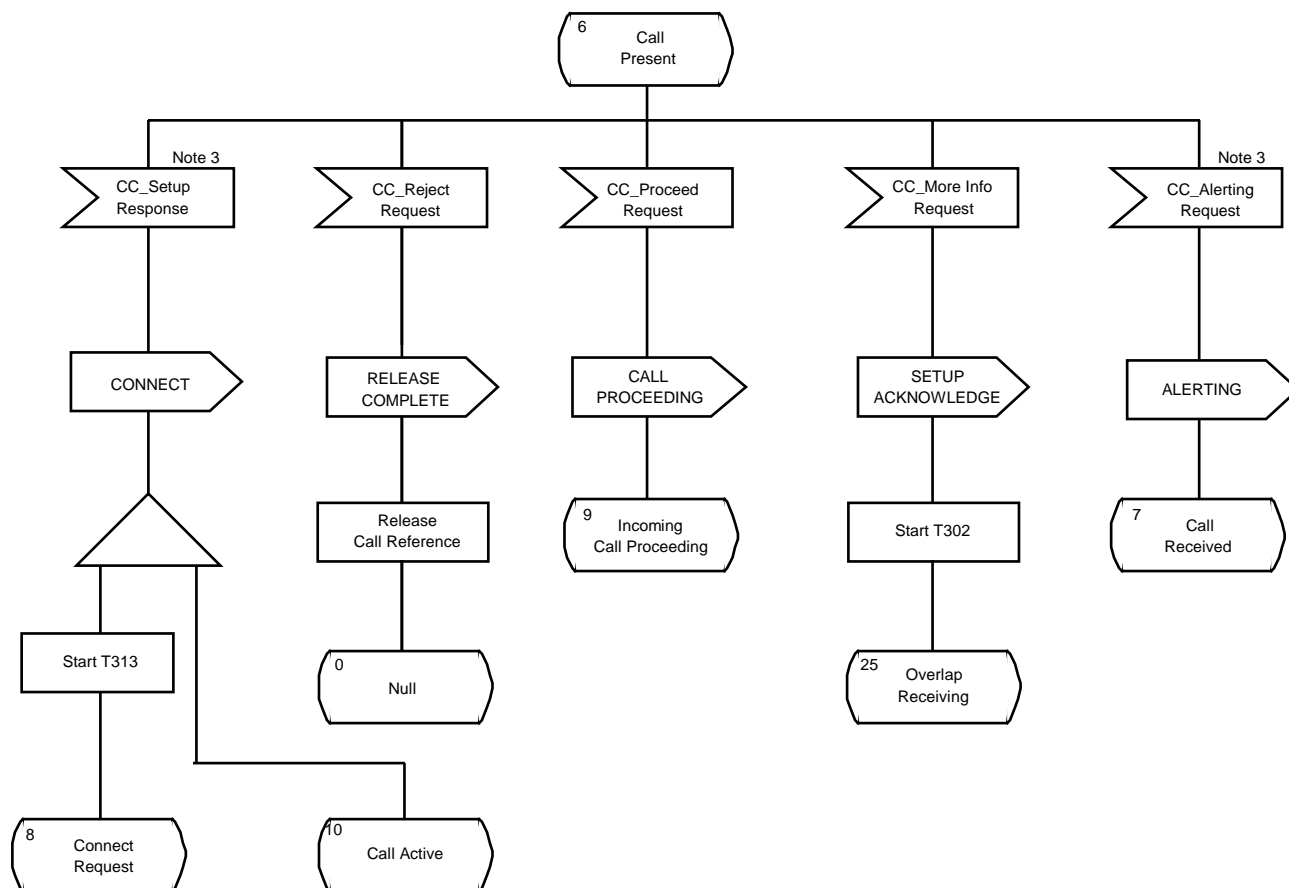 6
Call
Present
Note 3
CC_Setup
Response
CC_Reject
Request
CC_Proceed
Request
CC_More Info
Request
Note 3
CC_Alerting
Request
CONNECT
RELEASE
COMPLETE
CALL
PROCEEDING
SETUP
ACKNOWLEDGE
ALERTING
Release
Call Reference
9
Incoming
Call Proceeding
Start T302
7
Call
Received
Start T313
0
Null
25
Overlap
Receiving
8
Connect
Request
10
Call Active